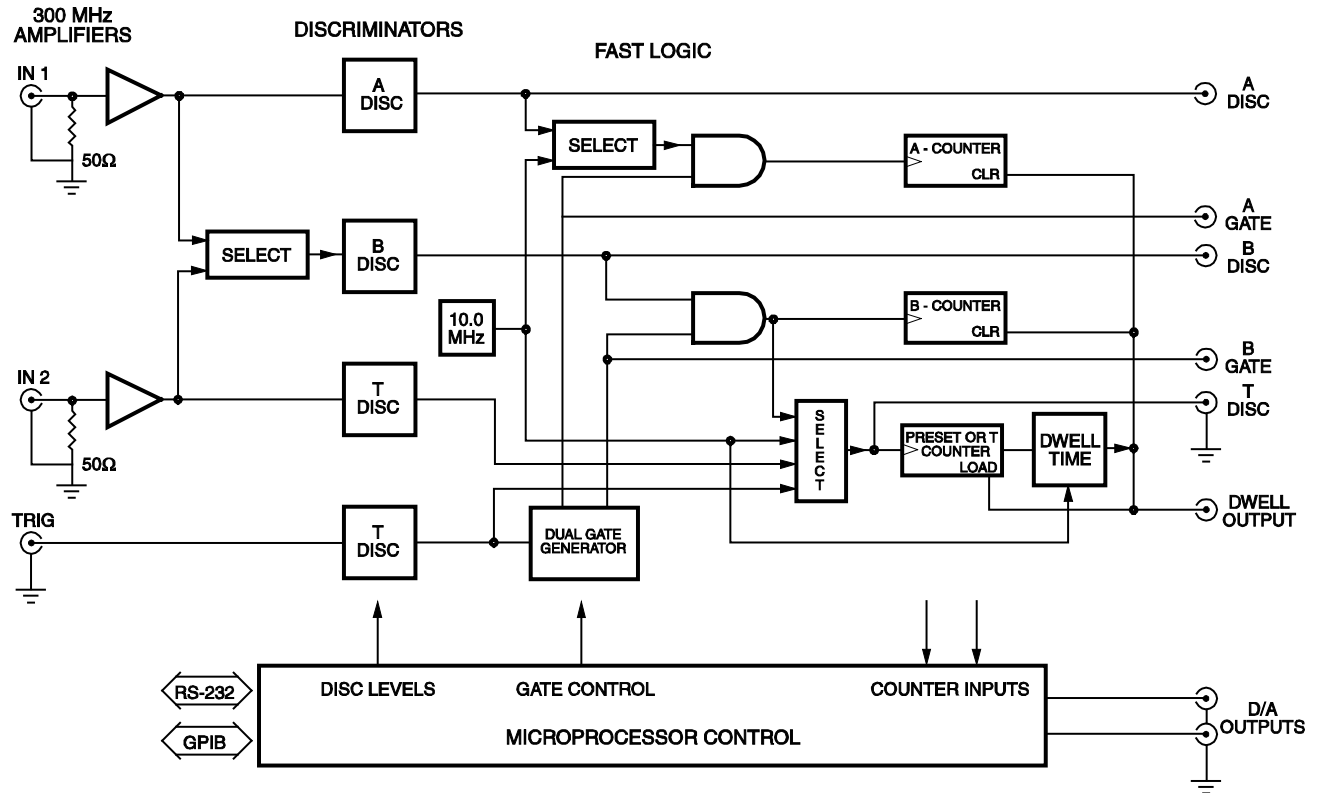 300 MHz
AMPLIFIERS
DISCRIMINATORS
FAST LOGIC
IN 1
50Ω
A
DISC
A
DISC
SELECT
A - COUNTER
CLR
A
GATE
SELECT
B
DISC
B
DISC
10.0
MHz
B - COUNTER
CLR
B
GATE
IN 2
50Ω
T
DISC
T
DISC
SELECT
PRESET OR T
COUNTER
LOAD
DWELL
TIME
TRIG
T
DISC
DUAL GATE
GENERATOR
DWELL
OUTPUT
RS-232
GPIB
DISC LEVELS
GATE CONTROL
COUNTER INPUTS
MICROPROCESSOR CONTROL
D/A
OUTPUTS